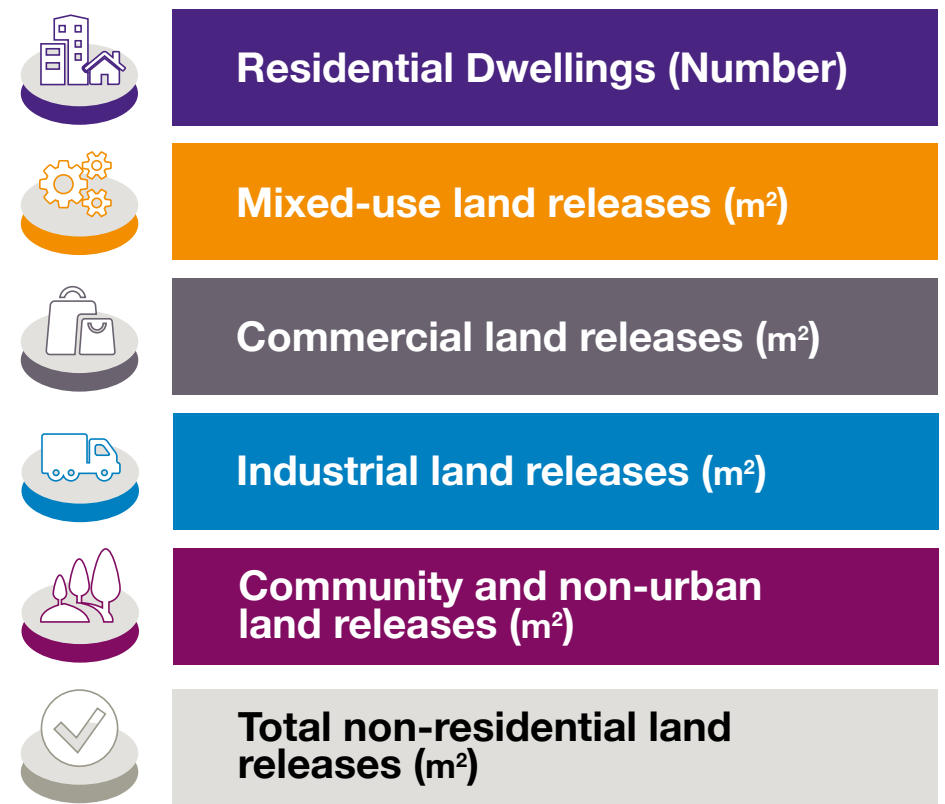 Residential Dwellings (Number)
Mixed-use land releases (m²)
Commercial land releases (m²)
Industrial land releases (m²)
Community and non-urban
land releases (m²)
Total non-residential land
releases (m²)